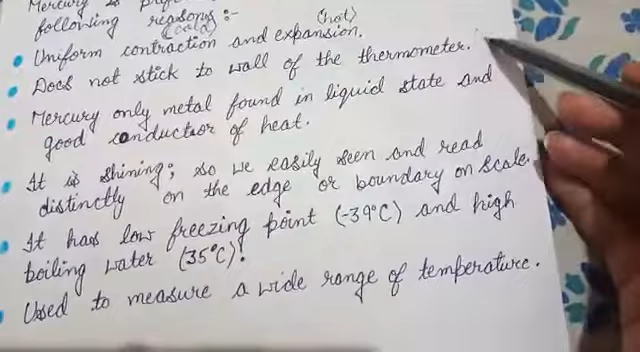 Mercury is
following reasons :-
(cold) (hot)
Uniform contraction and expansion.
Does not stick to wall of the thermometer.
Mercury only metal found in liquid state and
good conductor of heat.
It is shining; so we easily seen and read
distinctly on the edge or boundary on scale.
It has low freezing point (-39°C) and high
boiling water (35°C)!
Used to measure a wide range of temperature.